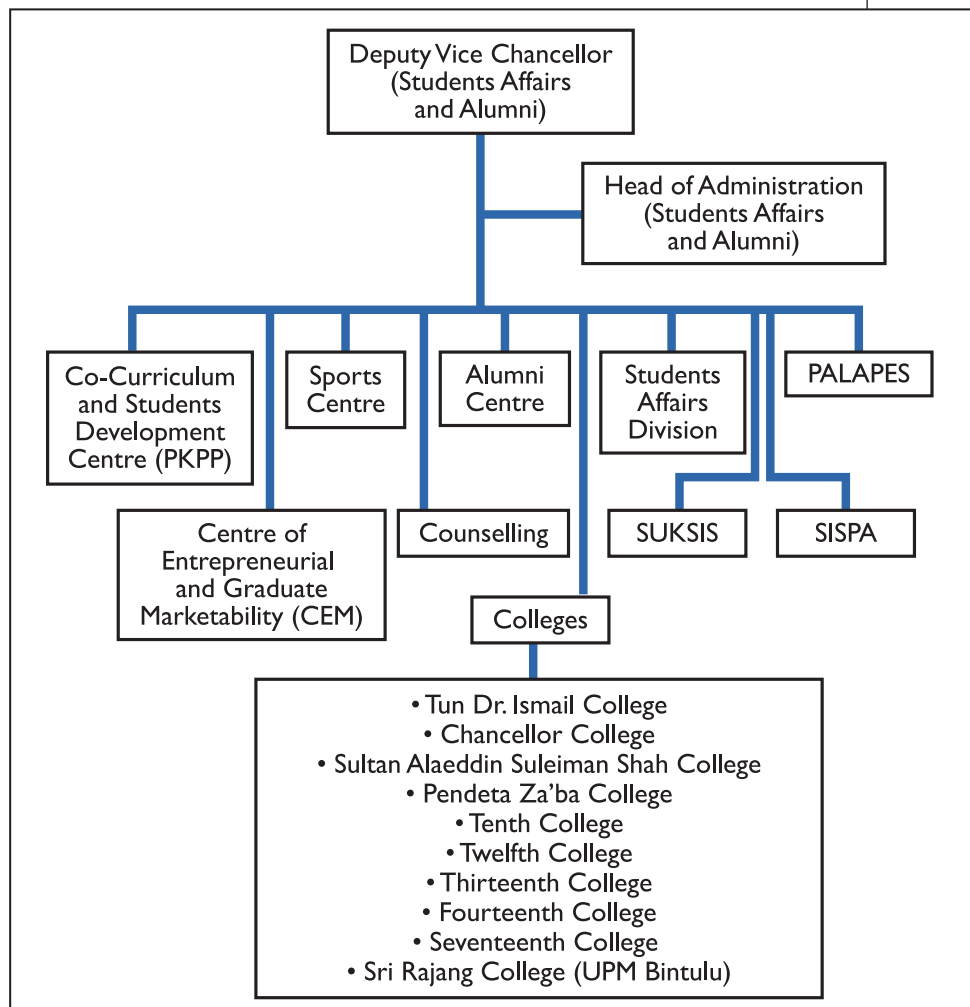 Deputy Vice Chancellor
(Students Affairs
and Alumni)
Head of Administration
(Students Affairs
and Alumni)
Co-Curriculum
and Students
Development
Centre (PKPP)
Sports
Centre
Alumni
Centre
Students
Affairs
Division
PALAPES
Centre of
Entrepreneurial
and Graduate
Marketability (CEM)
Counselling
SUKSIS
SISPA
Colleges
• Tun Dr. Ismail College
• Chancellor College
• Sultan Alaeddin Suleiman Shah College
• Pendeta Za'ba College
• Tenth College
• Twelfth College
• Thirteenth College
• Fourteenth College
• Seventeenth College
• Sri Rajang College (UPM Bintulu)